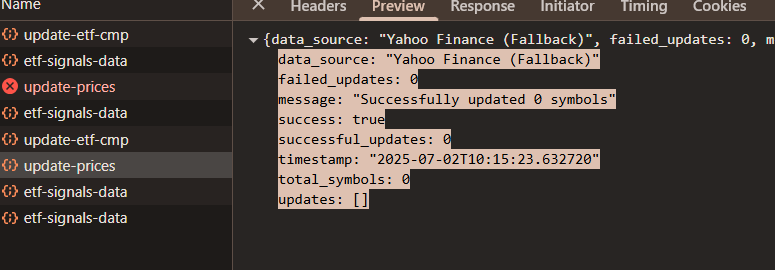 Name
Headers Preview Response Initiator Timing Cookies
update-etf-cmp
etf-signals-data
update-prices
etf-signals-data
update-etf-cmp
update-prices
etf-signals-data
etf-signals-data
{data_source: "Yahoo Finance (Fallback)", failed_updates: 0, m
data_source: "Yahoo Finance (Fallback)"
failed_updates: 0
message: "Successfully updated 0 symbols"
success: true
successful_updates: 0
timestamp: "2025-07-02T10:15:23.632720"
total_symbols: 0
updates: []